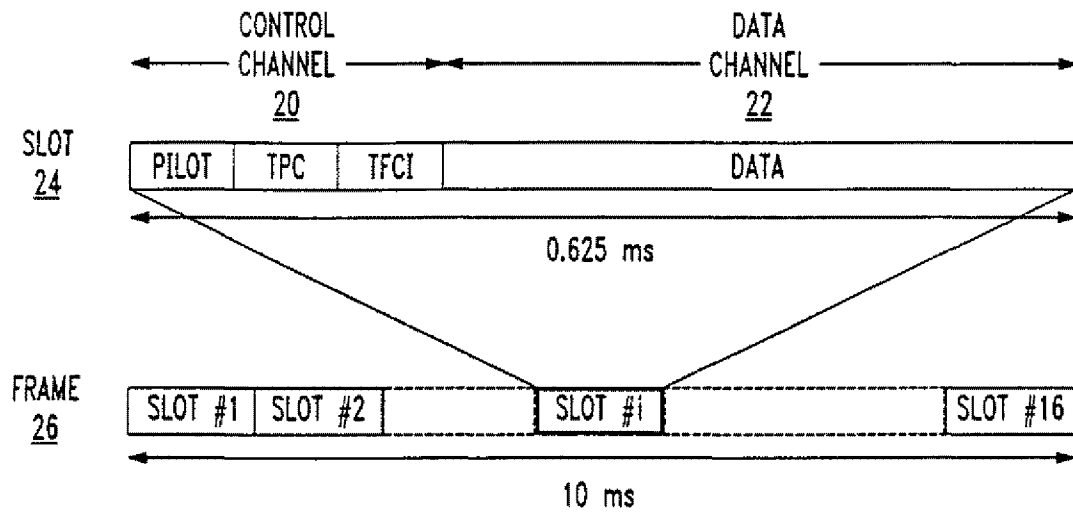 CONTROL
CHANNEL
20
DATA
CHANNEL
22
SLOT
24
PILOT TPC TFCI DATA
0.625 ms
FRAME
26
SLOT #1 SLOT #2 SLOT #i SLOT #16
10 ms